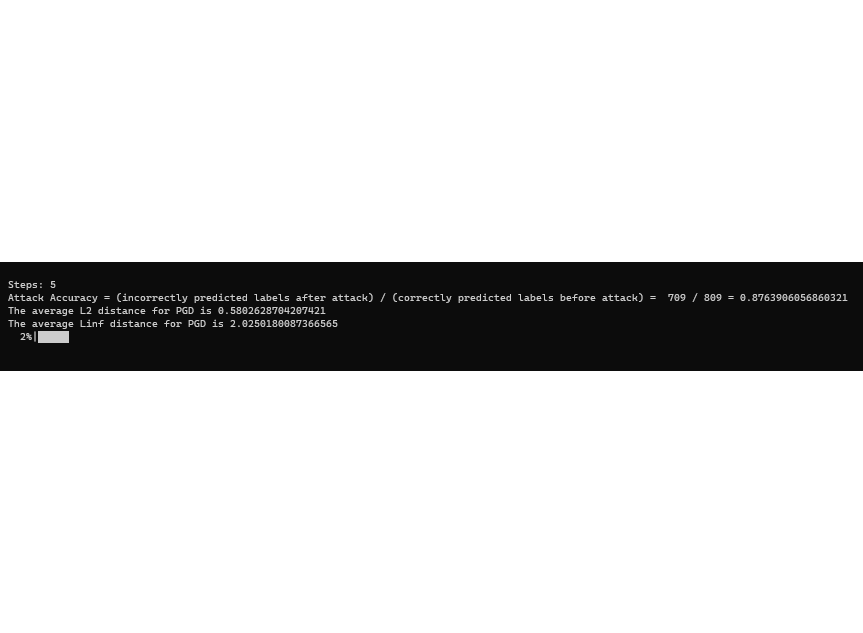 Steps: 5
Attack Accuracy = (incorrectly predicted labels after attack) / (correctly predicted labels before attack) =  709 / 809 = 0.8763906056860321
The average L2 distance for PGD is 0.5802628704207421
The average Linf distance for PGD is 2.0250180087366565
2%|